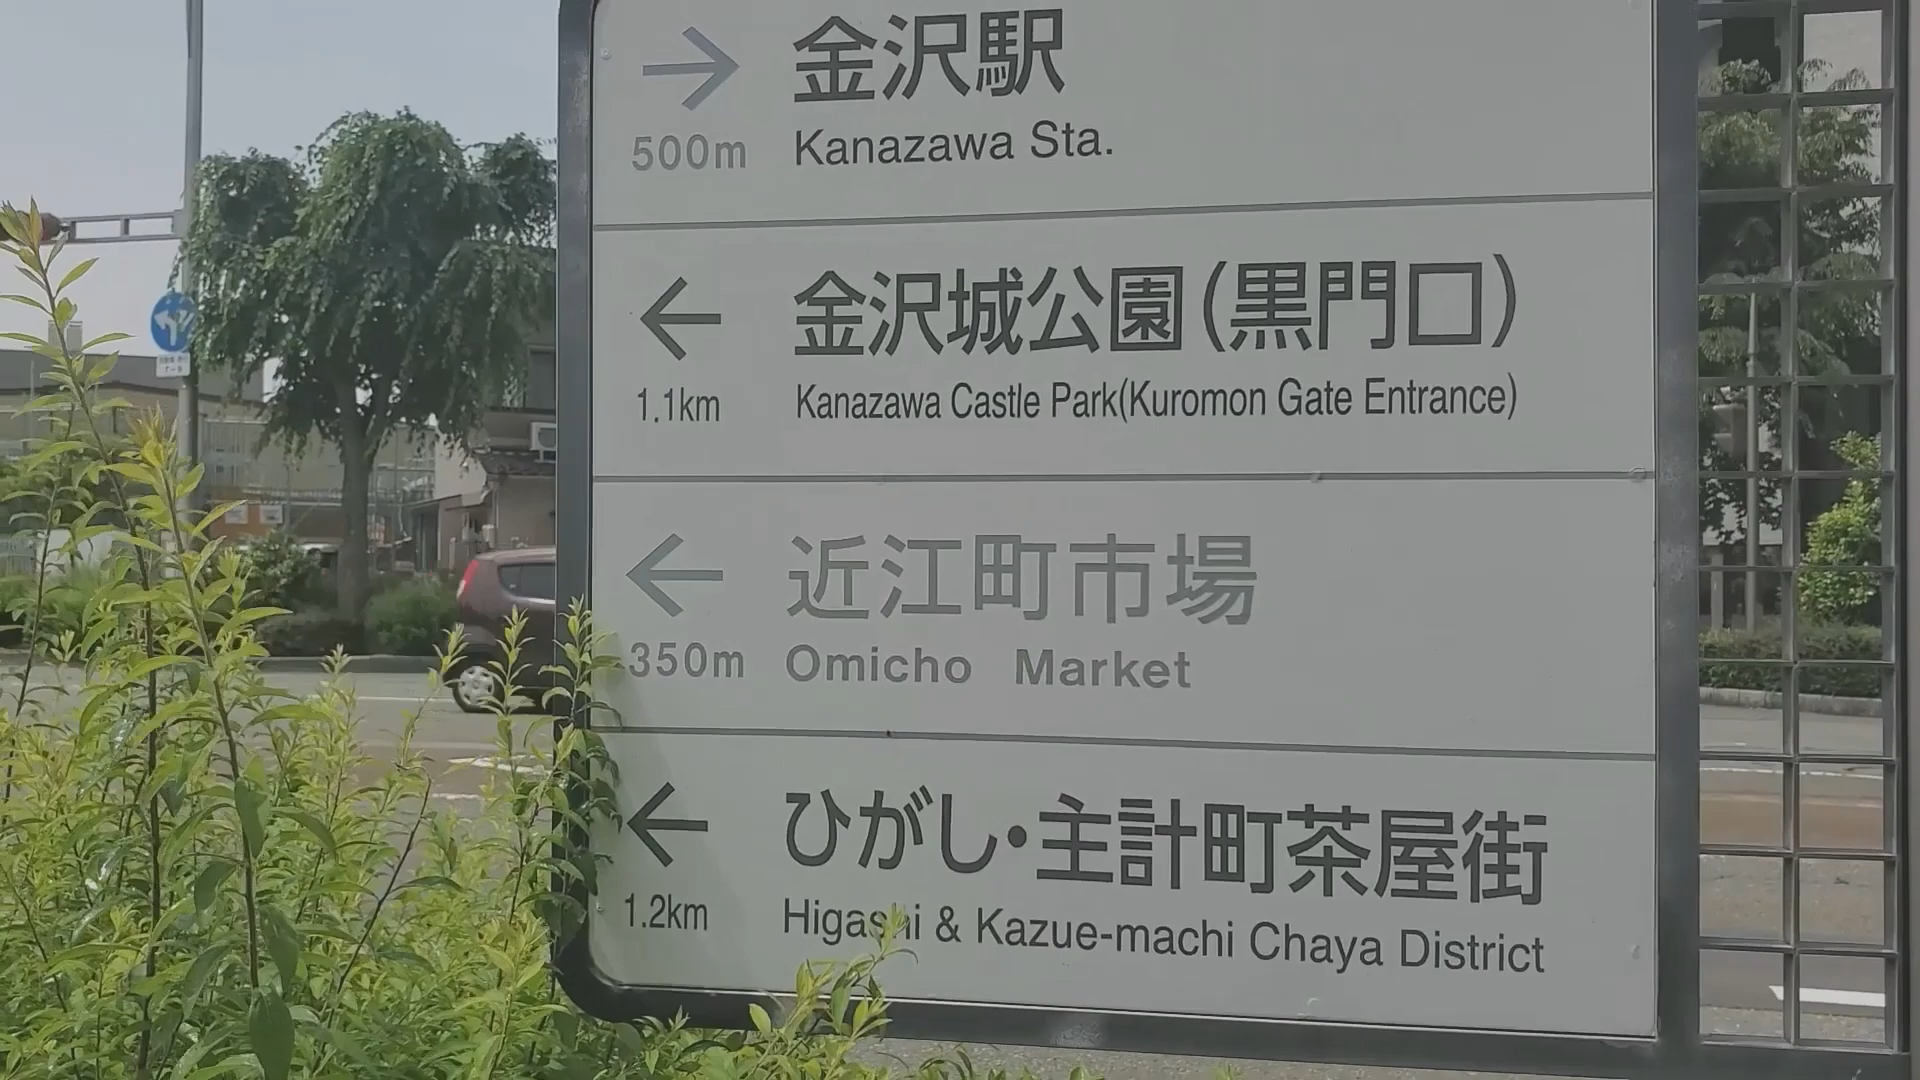 → 金沢駅
500m Kanazawa Sta.
← 金沢城公園(黒門口)
1.1km Kanazawa Castle Park(Kuromon Gate Entrance)
← 近江町市場
350m Omicho Market
← ひがし・主計町茶屋街
1.2km Higashi & Kazue-machi Chaya District